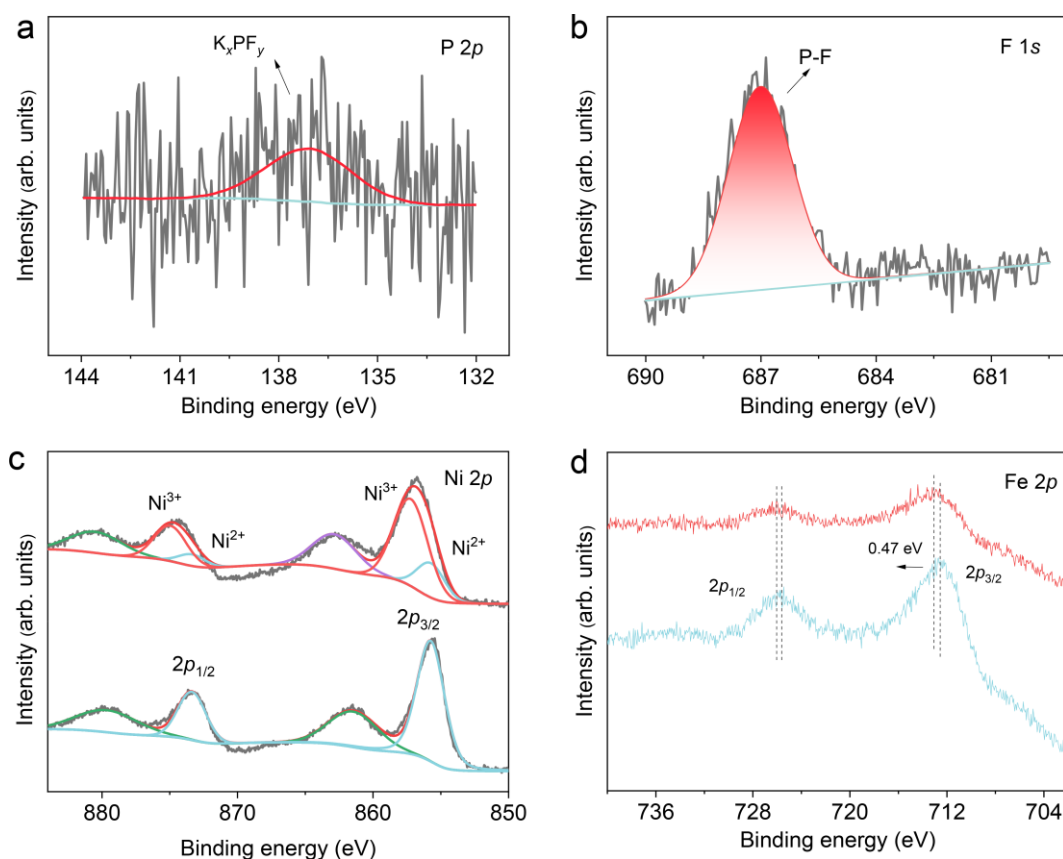 a
P 2p
KxPFy
Intensity (arb. units)
144 141 138 135 132
Binding energy (eV)
b
F 1s
P-F
Intensity (arb. units)
690 687 684 681
Binding energy (eV)
c
Ni 2p
Ni3+
Ni2+
Ni3+
Ni2+
2p1/2
2p3/2
Intensity (arb. units)
880 870 860 850
Binding energy (eV)
d
Fe 2p
0.47 eV
2p1/2
2p3/2
Intensity (arb. units)
736 728 720 712 704
Binding energy (eV)